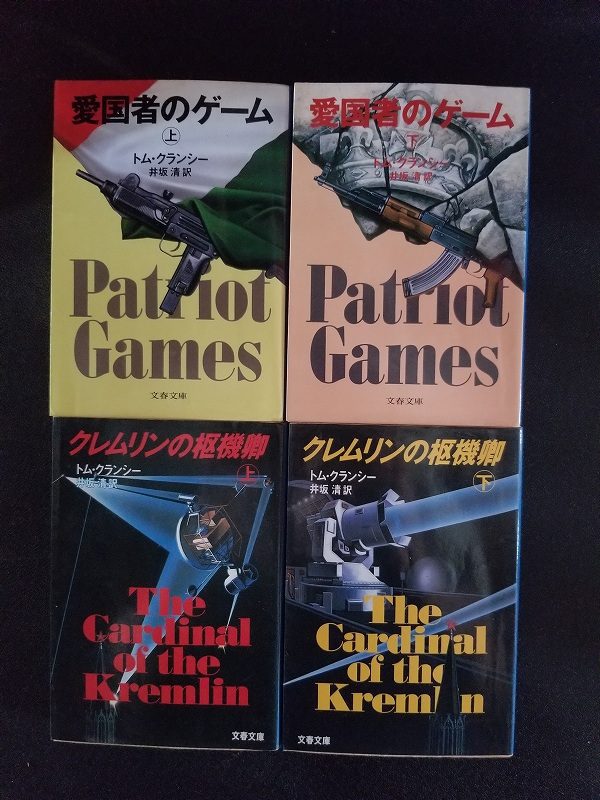 愛国者のゲーム
上
トム・クランシー
井坂 清 訳
Patriot
Games
文春文庫
愛国者のゲーム
下
トム・クランシー
井坂 清 訳
Patriot
Games
文春文庫
クレムリンの枢機卿
上
トム・クランシー
井坂 清 訳
The
Cardinal
of the
Kremlin
文春文庫
クレムリンの枢機卿
下
トム・クランシー
井坂 清 訳
The
Cardinal
of the
Kremlin
文春文庫